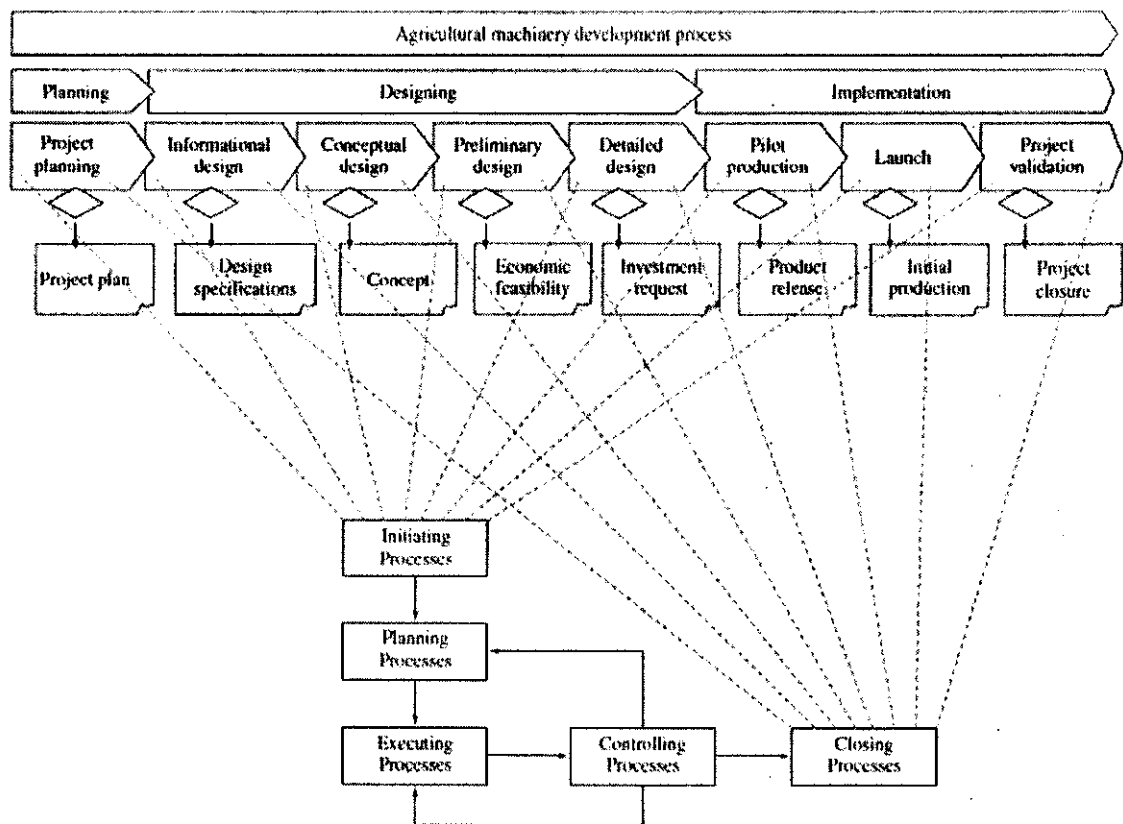 Agricultural machinery development process
Planning
Designing
Implementation
Project
planning
Informational
design
Conceptual
design
Preliminary
design
Detailed
design
Pilot
production
Launch
Project
validation
Project plan
Design
specifications
Concept
Economic
feasibility
Investment
request
Product
release
Initial
production
Project
closure
Initiating
Processes
Planning
Processes
Executing
Processes
Controlling
Processes
Closing
Processes